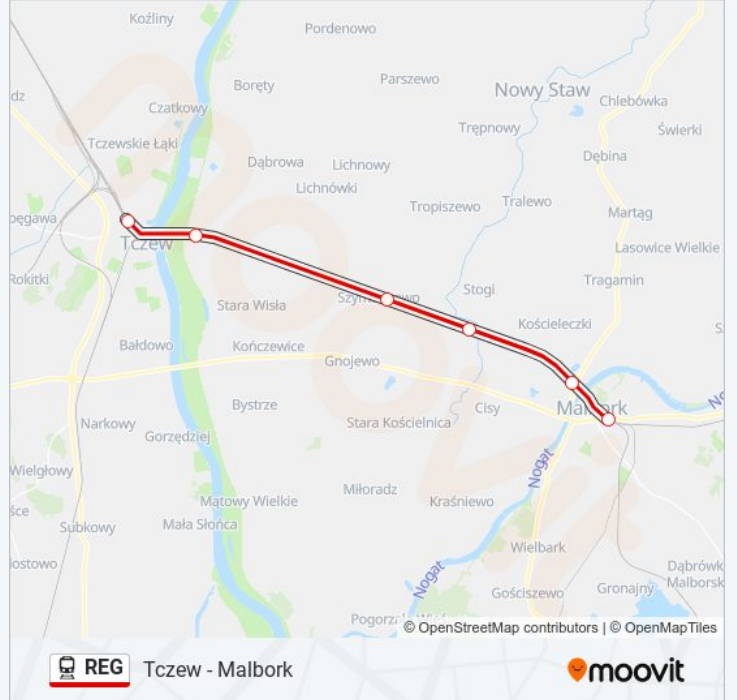 Koźliny
Pordenowo
Parszewo
Boręty
Nowy Staw
Chlebówka
Czatkowy
Trępnowy
Świerki
Tczewskie Łąki
Dębina
Dąbrowa
Lichnowy
Lichnówki
Tralewo
Tropiszewo
Martąg
Tczew
Lasowice Wielkie
Rokitki
Tragamin
Stogi
Stara Wisła
Kościeleczki
Bałdowo
Kończewice
Gnojewo
Malbork
Bystrze
Cisy
Stara Kościelnica
Narkowy
Gorzędziej
Nogat
Wielgłowy
Miłoradz
Mątowy Wielkie
Kraśniewo
Mała Słońca
Subkowy
Wielbark
Nogat
Gościszewo
Gronajny
© OpenStreetMap contributors | © OpenMapTiles
REG Tczew - Malbork
moovit